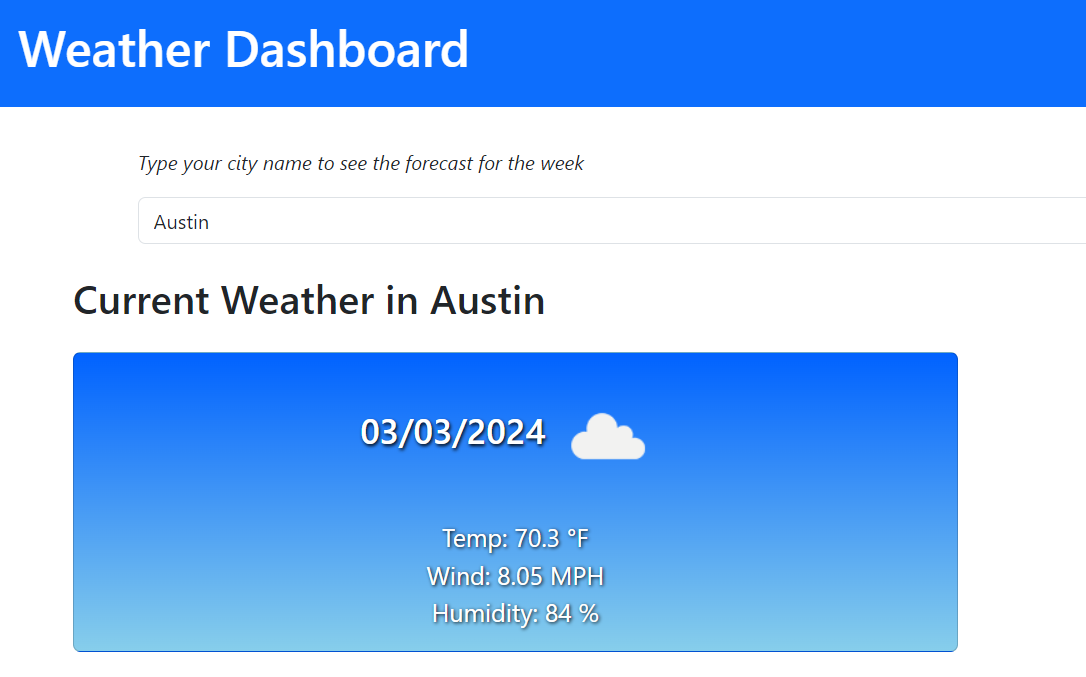 Weather Dashboard
Type your city name to see the forecast for the week
Austin
Current Weather in Austin
03/03/2024
Temp: 70.3 °F
Wind: 8.05 MPH
Humidity: 84 %